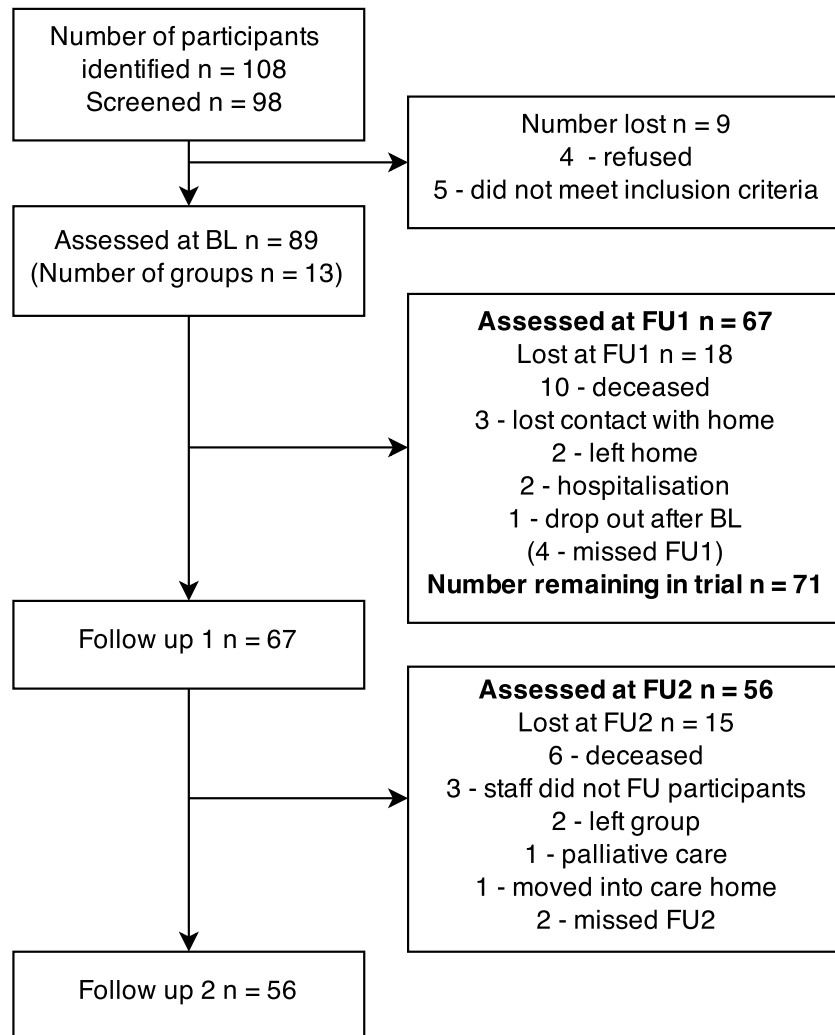 Number of participants
identified n = 108
Screened n = 98
Number lost n = 9
4 - refused
5 - did not meet inclusion criteria
Assessed at BL n = 89
(Number of groups n = 13)
Assessed at FU1 n = 67
Lost at FU1 n = 18
10 - deceased
3 - lost contact with home
2 - left home
2 - hospitalisation
1 - drop out after BL
(4 - missed FU1)
Number remaining in trial n = 71
Follow up 1 n = 67
Assessed at FU2 n = 56
Lost at FU2 n = 15
6 - deceased
3 - staff did not FU participants
2 - left group
1 - palliative care
1 - moved into care home
2 - missed FU2
Follow up 2 n = 56